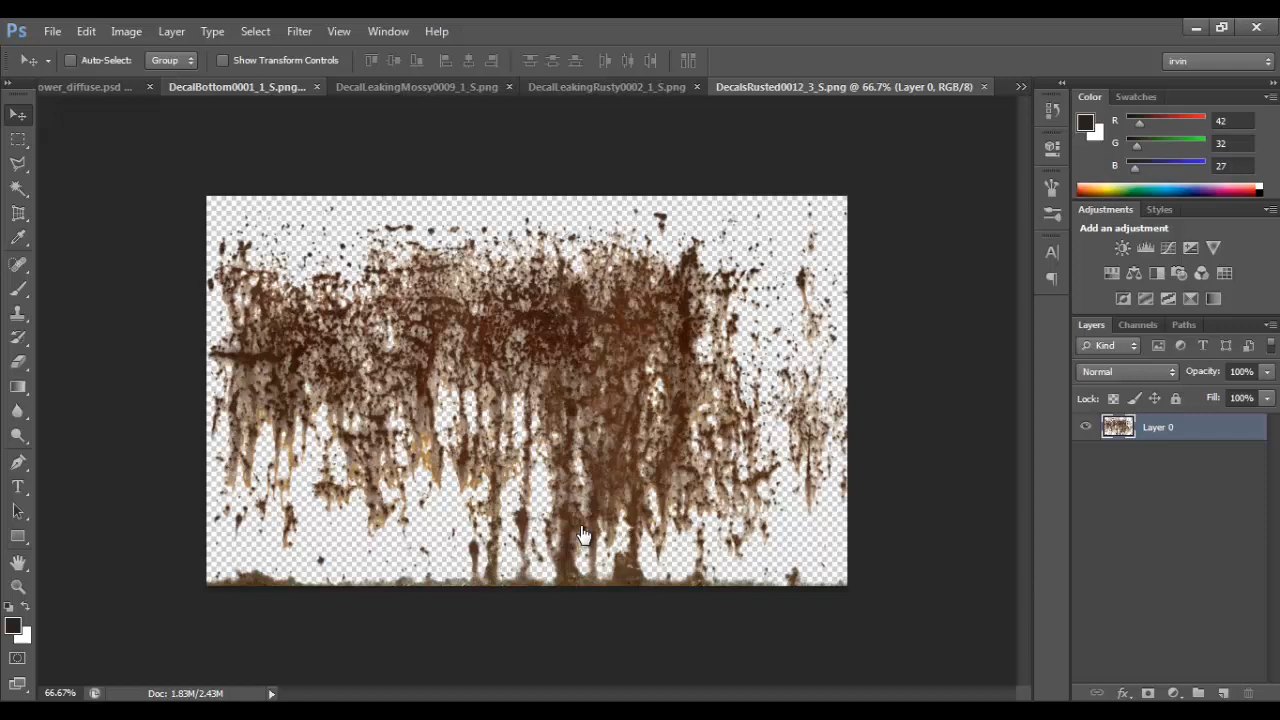 Ps File Edit Image Layer Type Select Filter View Window Help
Auto-Select: Group Show Transform Controls irvin
ower_diffuse.psd ... DecalBottom0001_1_S.png... DecalLeakingMossy0009_1_S.png DecalLeakingRusty0002_1_S.png DecalsRusted0012_3_S.png @ 66.7% (Layer 0, RGB/8)
Color Swatches
R 42
G 32
B 27
Adjustments Styles
Add an adjustment
Layers Channels Paths
Kind
Normal Opacity: 100%
Lock: Fill: 100%
Layer 0
66.67% Doc: 1.83M/2.43M